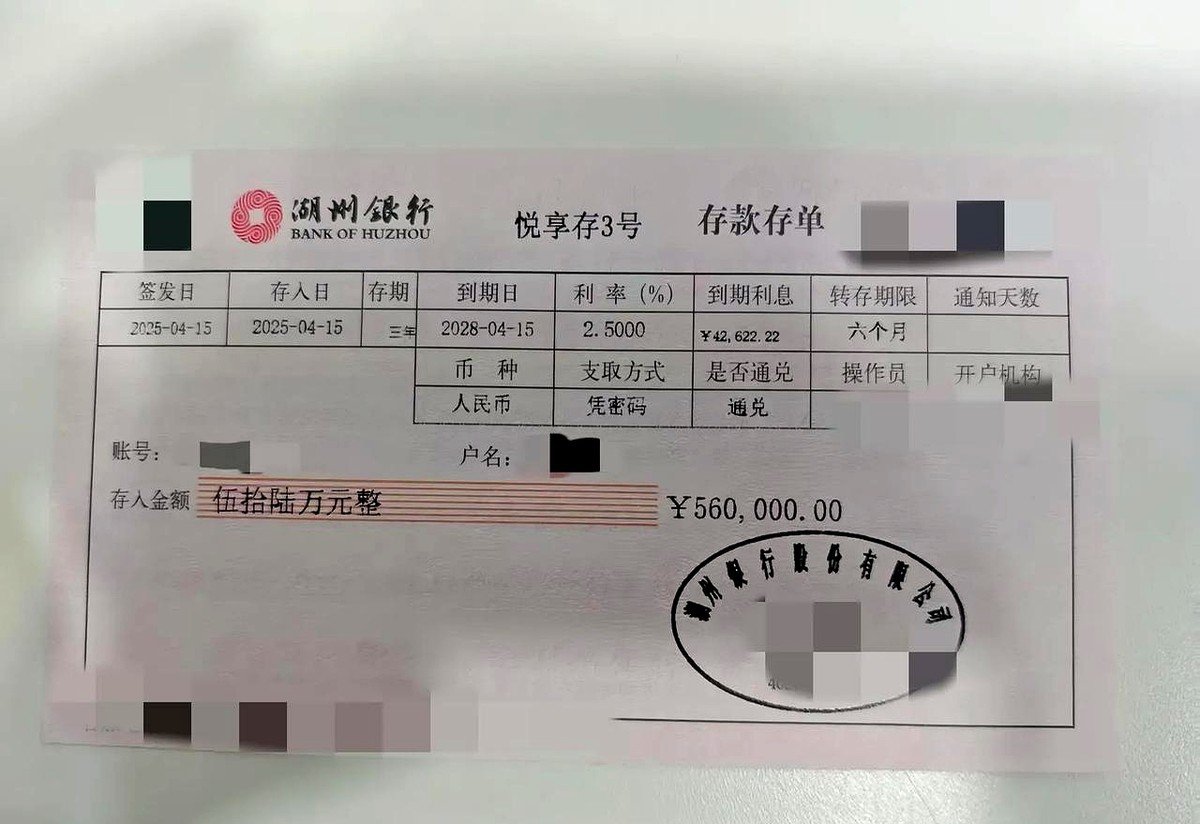 湖州银行 悦享存3号 存款存单
BANK OF HUZHOU
签发日 存入日 存期 到期日 利率(%) 到期利息 转存期限 通知天数
2025-04-15 2025-04-15 三年 2028-04-15 2.5000 ¥42,622.22 六个月
币种 支取方式 是否通兑 操作员 开户机构
人民币 凭密码 通兑
账号: 户名:
存入金额 伍拾陆万元整 ¥560,000.00
湖州银行股份有限公司